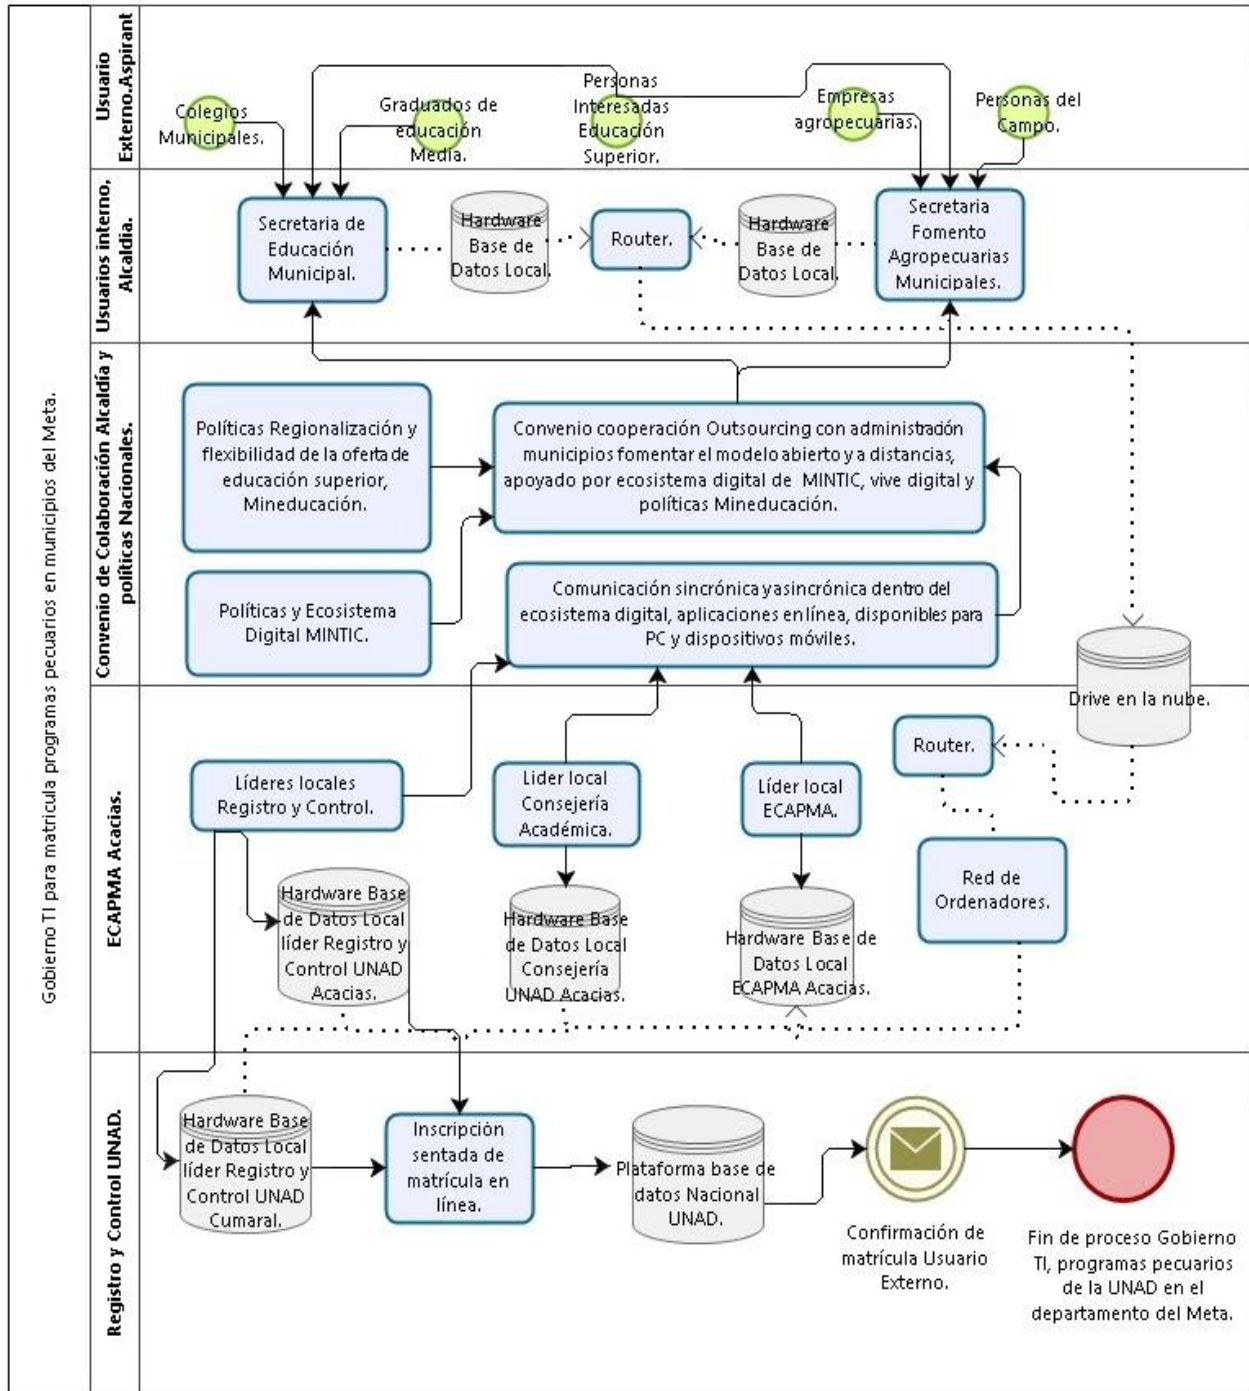 Gobierno TI para matricula programas pecuarios en municipios del Meta.
Usuario
Externo.Aspirant
Colegios
Municipales.
Graduados de
educación
Media.
Personas
Interesadas
Educación
Superior.
Empresas
agropecuarias.
Personas del
Campo.
Usuarios interno,
Alcaldia.
Secretaria de
Educación
Municipal.
Hardware
Base de
Datos Local.
Router.
Hardware
Base de
Datos Local.
Secretaria
Fomento
Agropecuarias
Municipales.
Convenio de Colaboración Alcaldía y
políticas Nacionales.
Políticas Regionalización y
flexibilidad de la oferta de
educación superior,
Mineducación.
Convenio cooperación Outsourcing con administración
municipios fomentar el modelo abierto y a distancias,
apoyado por ecosistema digital de MINTIC, vive digital y
políticas Mineducación.
Políticas y Ecosistema
Digital MINTIC.
Comunicación sincrónica yasincrónica dentro del
ecosistema digital, aplicaciones en línea, disponibles para
PC y dispositivos móviles.
Drive en la nube.
ECAPMA Acacias.
Líderes locales
Registro y Control.
Lider local
Consejería
Académica.
Líder local
ECAPMA.
Router.
Red de
Ordenadores.
Hardware Base
de Datos Local
líder Registro y
Control UNAD
Acacias.
Hardware Base
de Datos Local
Consejería
UNAD Acacias.
Hardware Base de
Datos Local
ECAPMA Acacias.
Registro y Control UNAD.
Hardware Base
de Datos Local
líder Registro y
Control UNAD
Cumaral.
Inscripción
sentada de
matrícula en
línea.
Plataforma base de
datos Nacional
UNAD.
Confirmación de
matrícula Usuario
Externo.
Fin de proceso Gobierno
TI, programas pecuarios
de la UNAD en el
departamento del Meta.